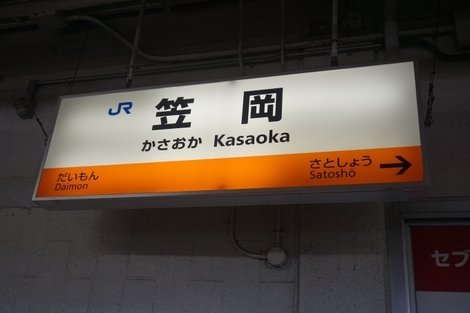 JR 笠岡
かさおか Kasaoka
だいもん
Daimon
さとしょう
Satoshō →
セブ